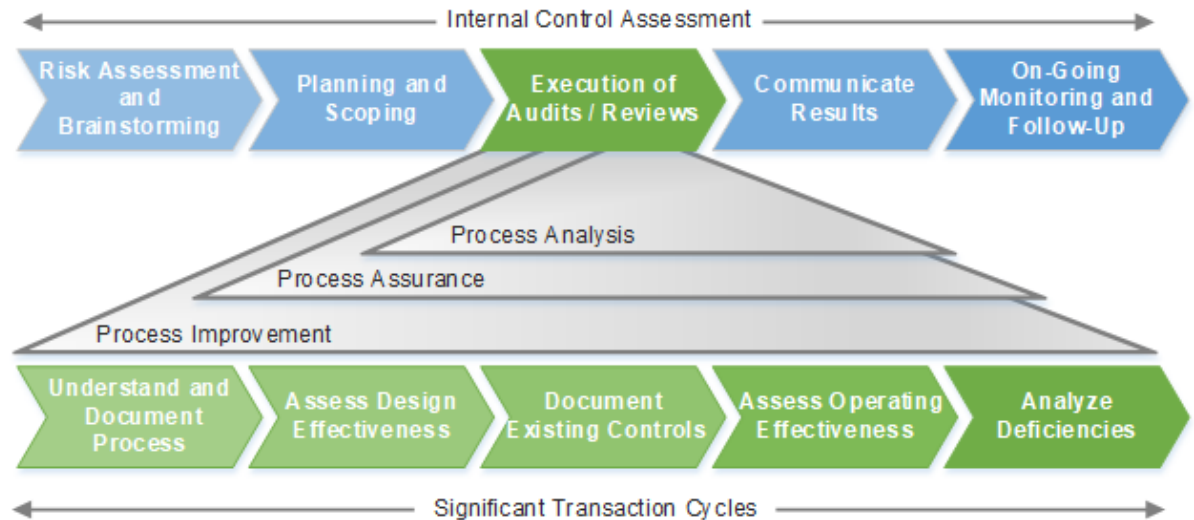 Internal Control Assessment
Risk Assessment
and
Brainstorming
Planning and
Scoping
Execution of
Audits / Reviews
Communicate
Results
On-Going
Monitoring and
Follow-Up
Process Analysis
Process Assurance
Process Improvement
Understand and
Document
Process
Assess Design
Effectiveness
Document
Existing Controls
Assess Operating
Effectiveness
Analyze
Deficiencies
Significant Transaction Cycles